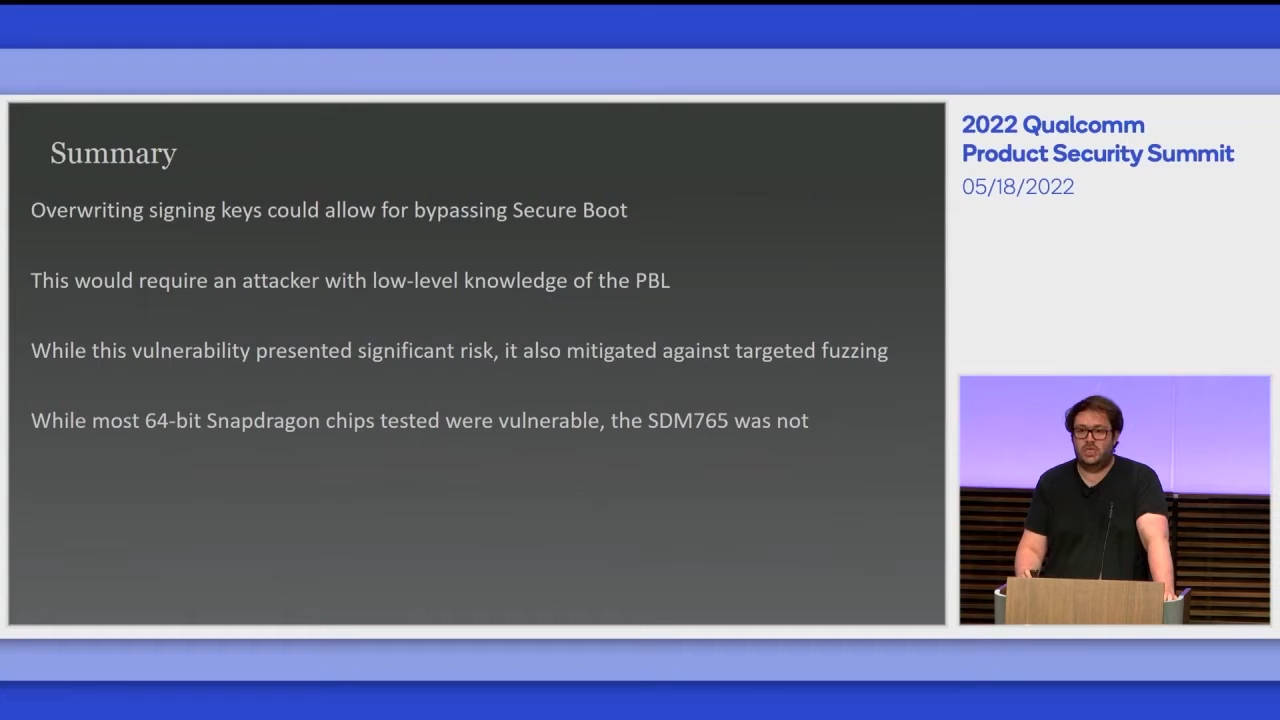 Summary
Overwriting signing keys could allow for bypassing Secure Boot
This would require an attacker with low-level knowledge of the PBL
While this vulnerability presented significant risk, it also mitigated against targeted fuzzing
While most 64-bit Snapdragon chips tested were vulnerable, the SDM765 was not
2022 Qualcomm
Product Security Summit
05/18/2022